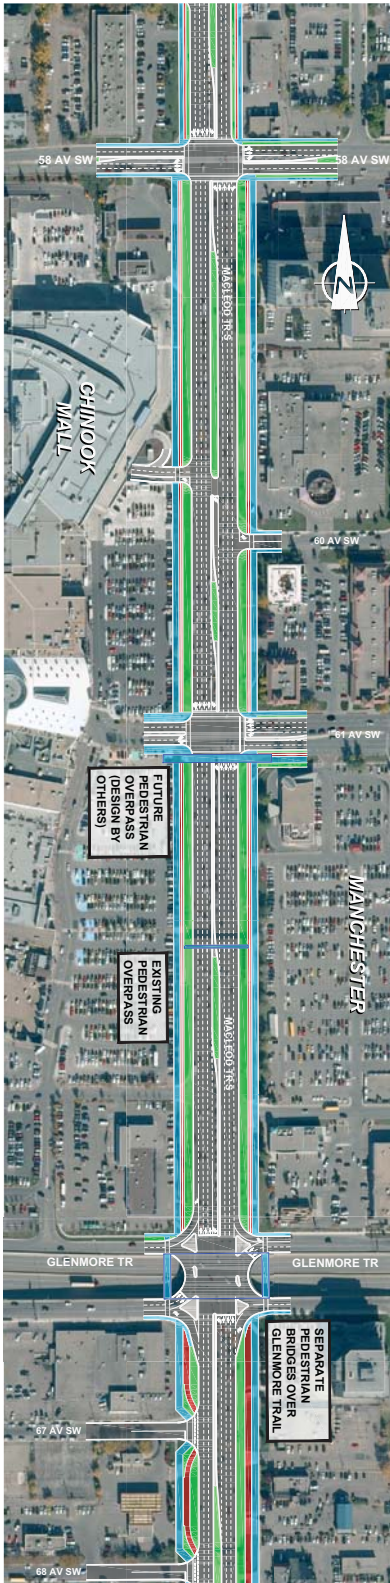 58 AV SW
58 AV SW
N
MACLEOD TR S
CHINOOK
MALL
60 AV SW
61 AV SW
FUTURE
PEDESTRIAN
OVERPASS
(DESIGN BY
OTHERS)
MANCHESTER
EXISTING
PEDESTRIAN
OVERPASS
MACLEOD TR S
GLENMORE TR
GLENMORE TR
SEPARATE
PEDESTRIAN
BRIDGES OVER
GLENMORE TRAIL
67 AV SW
68 AV SW